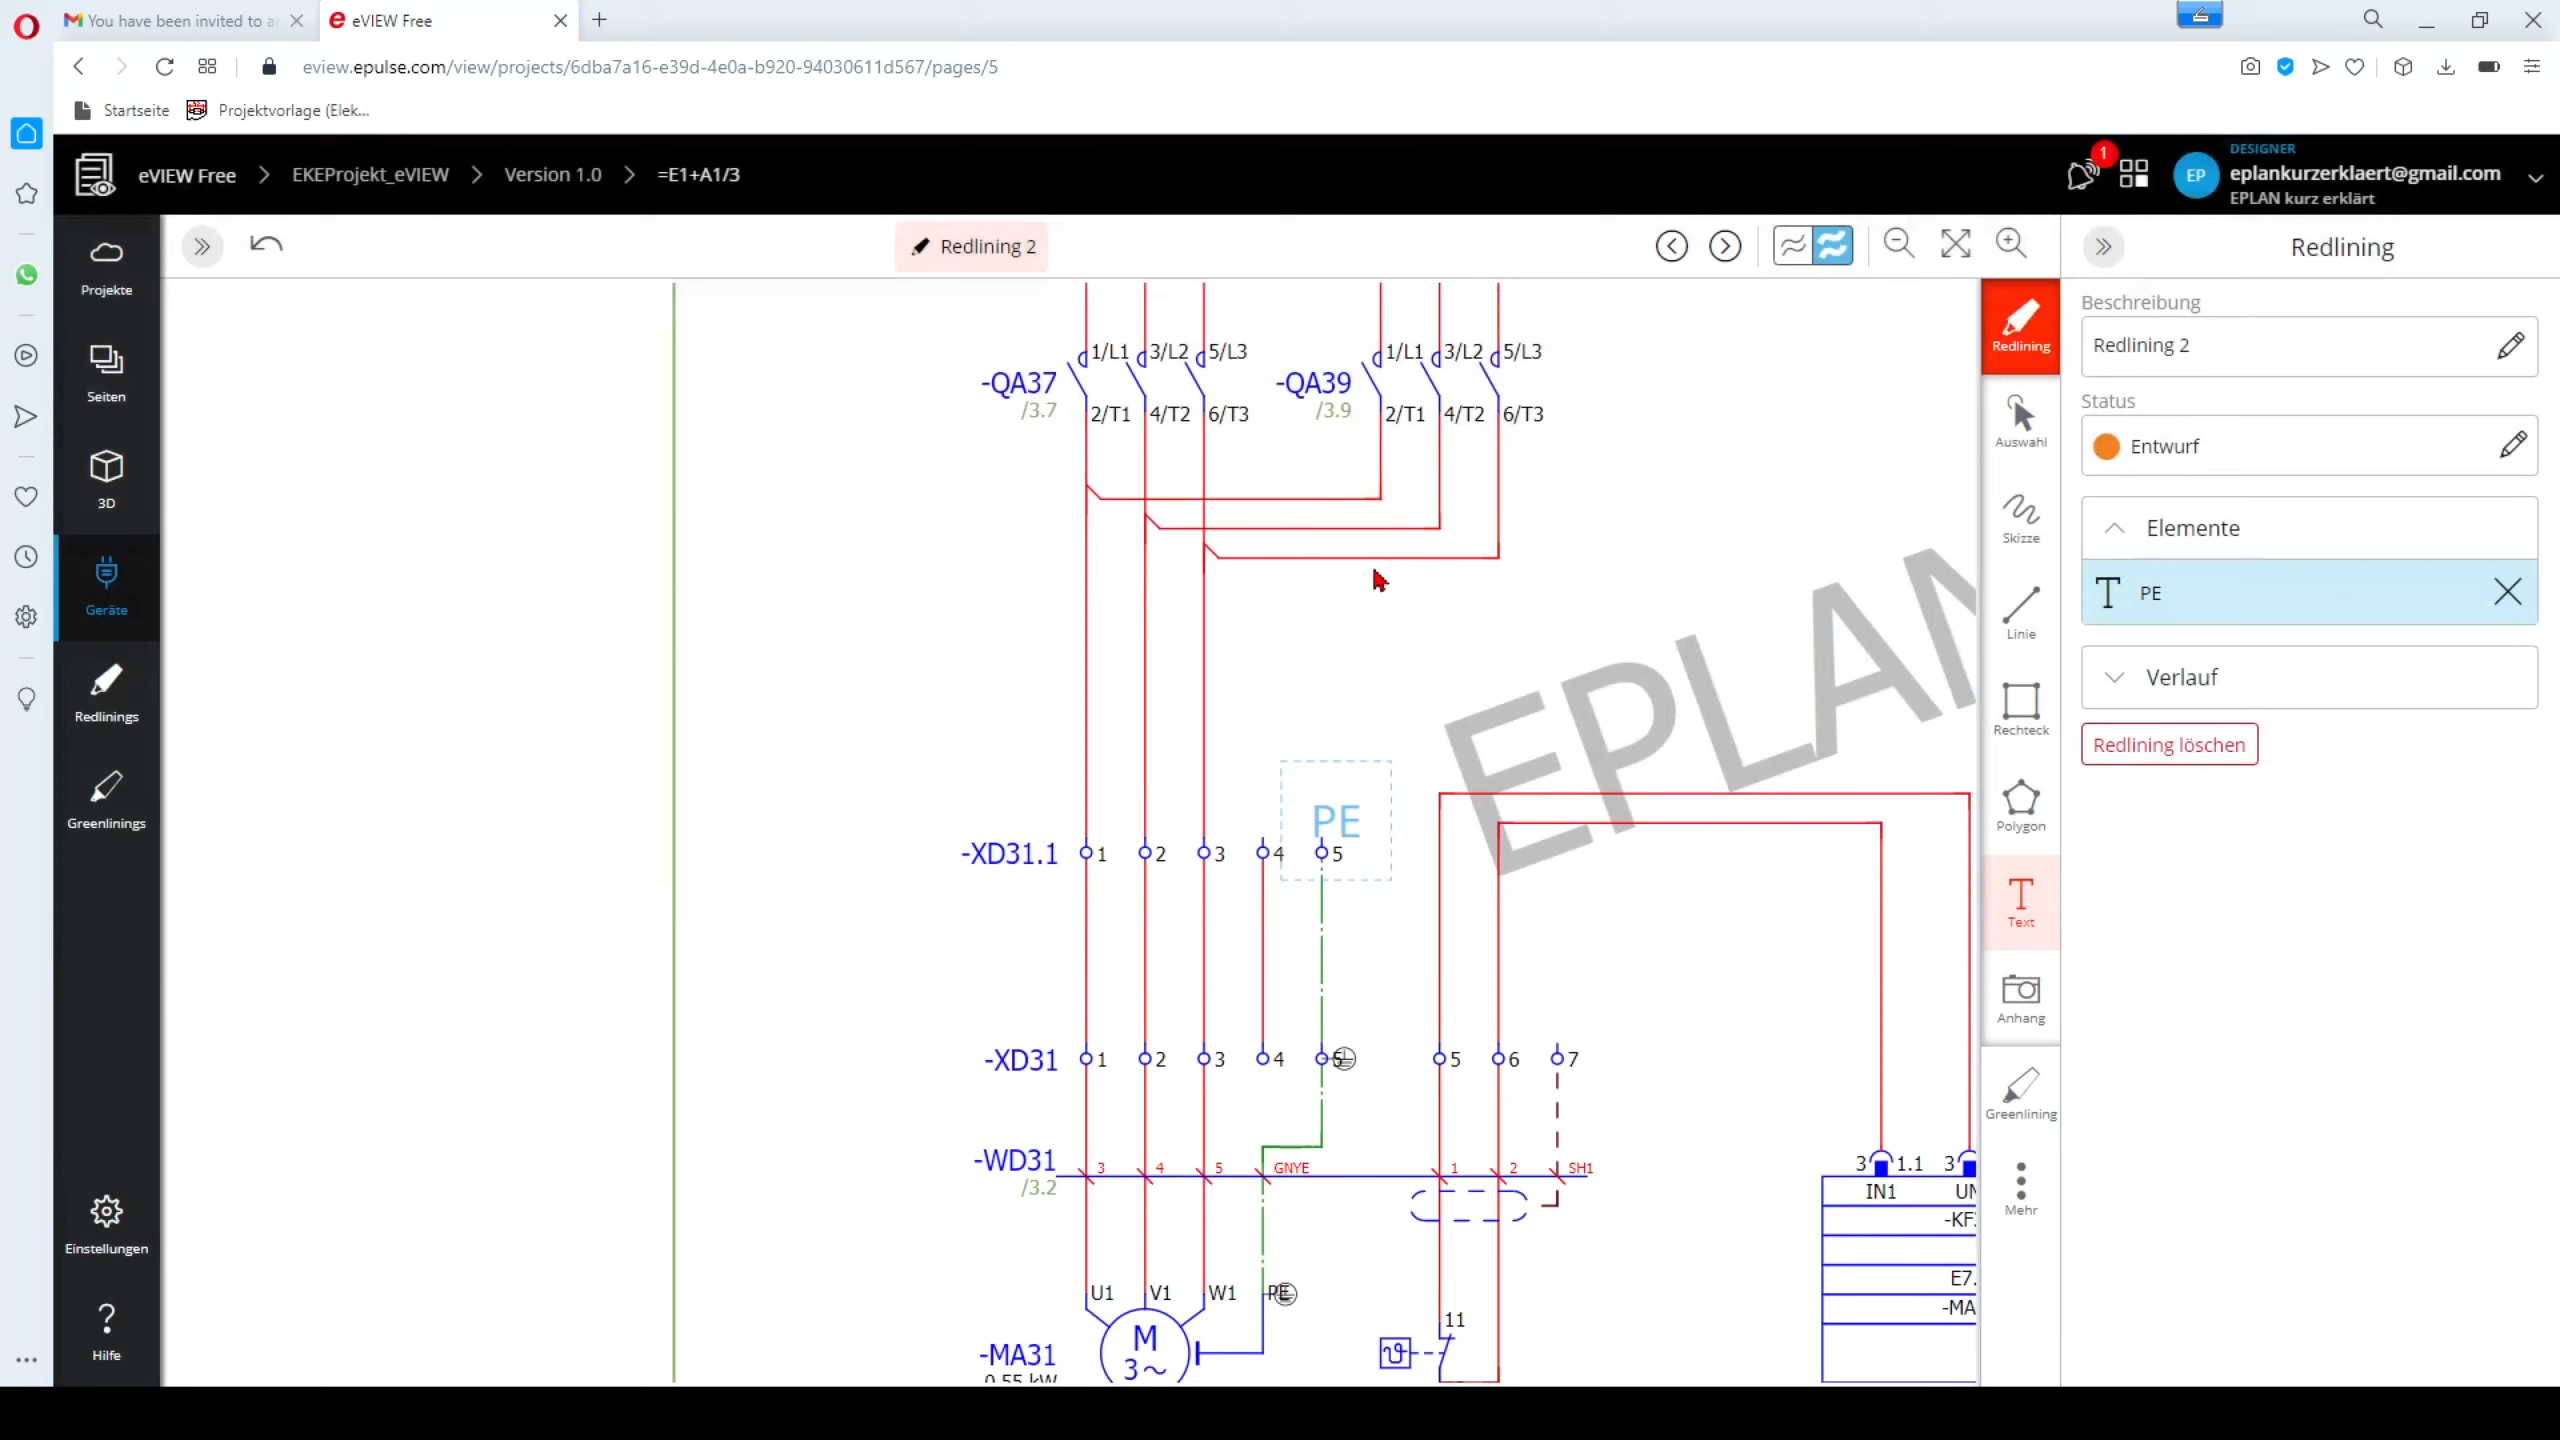 You have been invited to a
eVIEW Free
eview.epulse.com/view/projects/6dba7a16-e39d-4e0a-b920-94030611d567/pages/5
Startseite
Projektvorlage (Elek...
eVIEW Free
EKEProjekt_eVIEW
Version 1.0
=E1+A1/3
1
EP
DESIGNER
eplankurzerklaert@gmail.com
EPLAN kurz erklärt
Projekte
Seiten
3D
Geräte
Redlinings
Greenlinings
Einstellungen
Hilfe
Redlining 2
-QA37
/3.7
1/L1 3/L2 5/L3
2/T1 4/T2 6/T3
-QA39
/3.9
1/L1 3/L2 5/L3
2/T1 4/T2 6/T3
EPLAN
PE
-XD31.1 1 2 3 4 5
-XD31 1 2 3 4 5 5 6 7
-WD31
/3.2
3 4 5 GNYE 1 2 SH1
U1 V1 W1 PE
M
3~
-MA31
0,55 kW
11
3 1.1 3
IN1
-KF
E7.
-MA
Redlining
Auswahl
Skizze
Linie
Rechteck
Polygon
Text
Anhang
Greenlining
Mehr
Redlining
Beschreibung
Redlining 2
Status
Entwurf
Elemente
PE
Verlauf
Redlining löschen